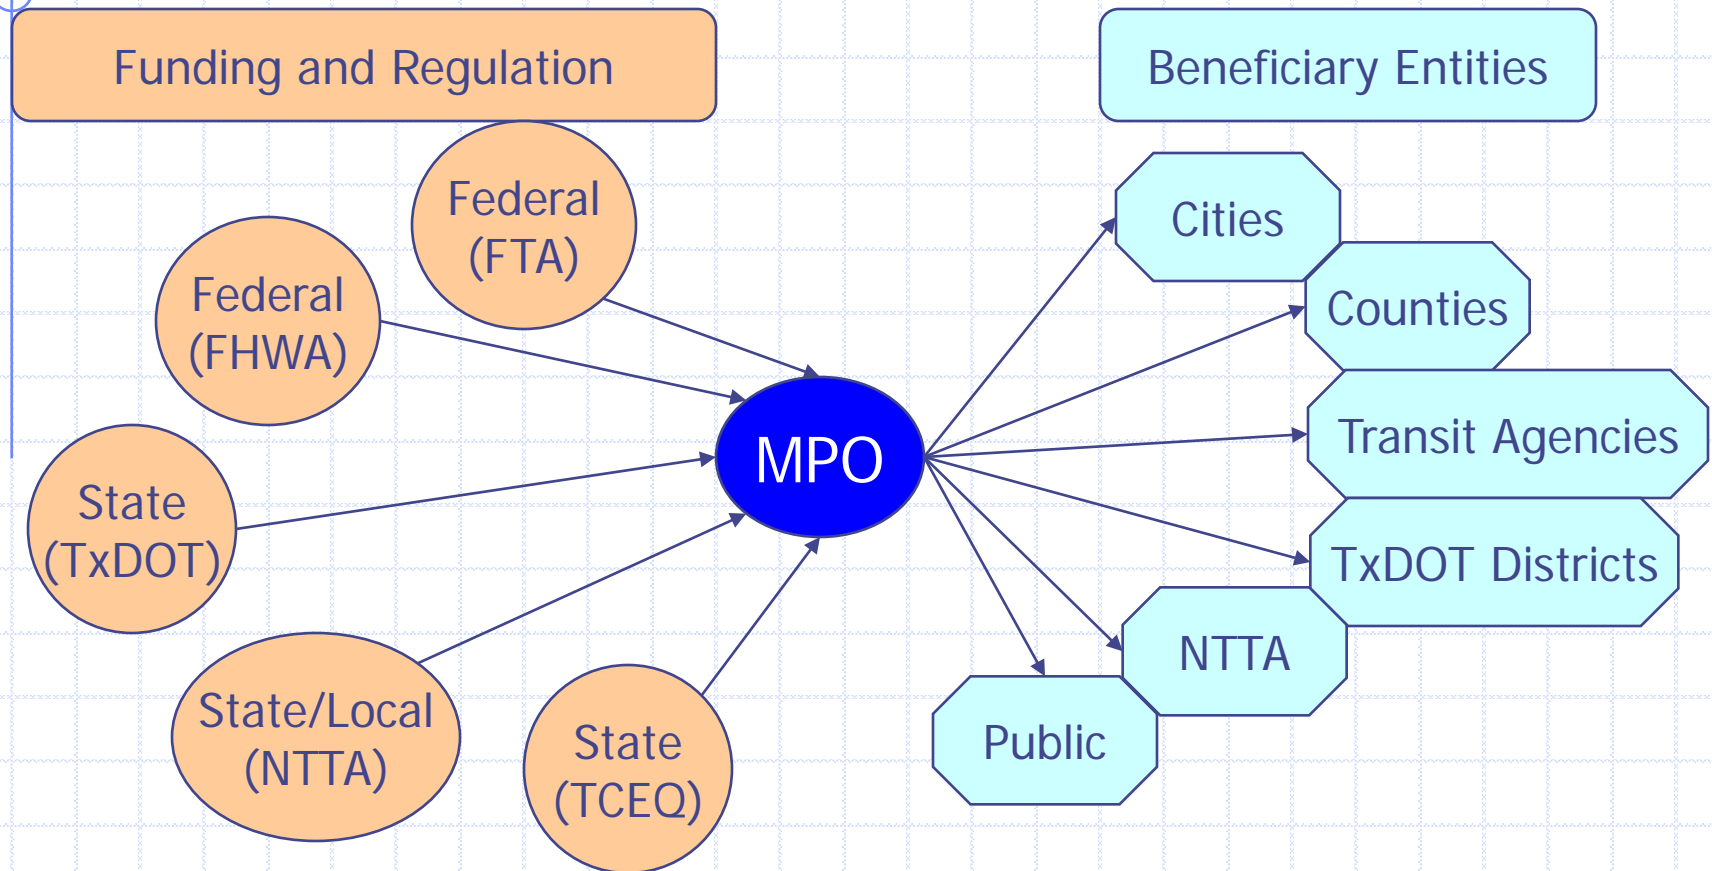 Funding and Regulation
Beneficiary Entities
Federal
(FTA)
Federal
(FHWA)
State
(TxDOT)
State/Local
(NTTA)
State
(TCEQ)
MPO
Cities
Counties
Transit Agencies
TxDOT Districts
NTTA
Public